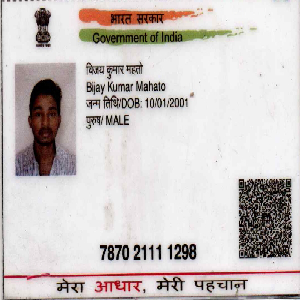 भारत सरकार
Government of India
विजय कुमार महतो
Bijay Kumar Mahato
जन्म तिथि/DOB: 10/01/2001
पुरुष/ MALE
7870 2111 1298
मेरा आधार, मेरी पहचान